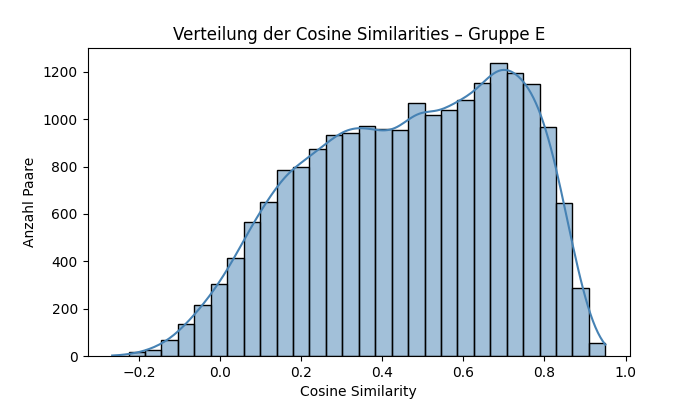 Verteilung der Cosine Similarities – Gruppe E
Anzahl Paare
1200
1000
800
600
400
200
0
−0.2 0.0 0.2 0.4 0.6 0.8 1.0
Cosine Similarity